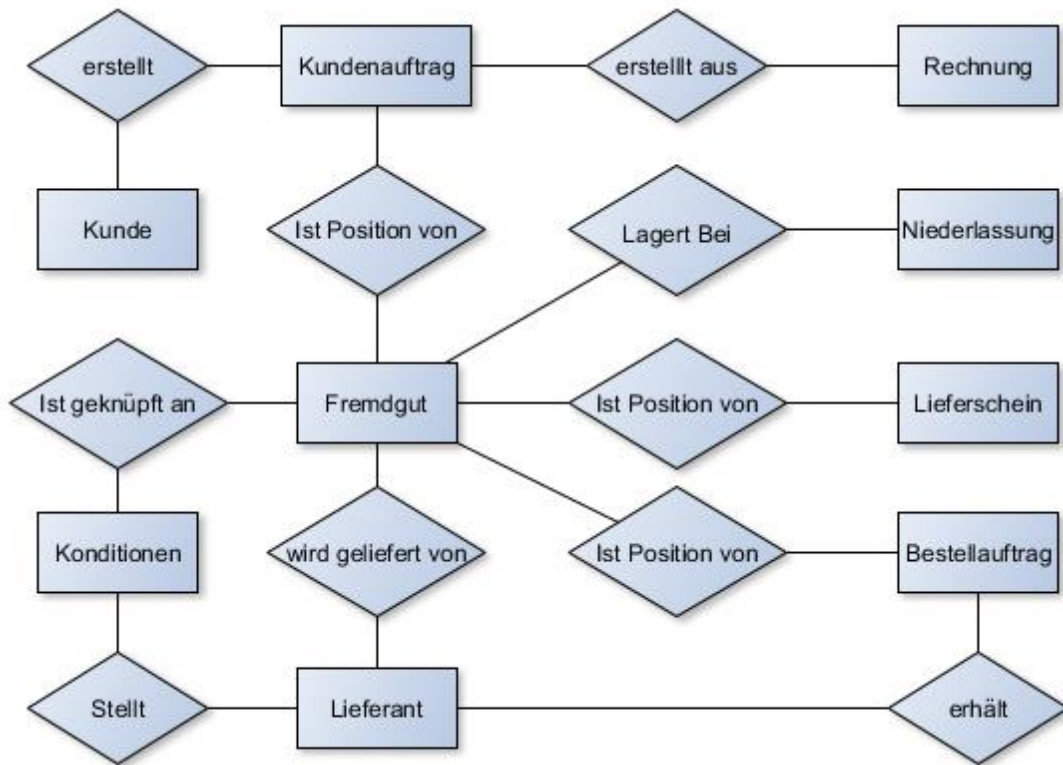 erstellt
Kundenauftrag
erstelllt aus
Rechnung
Kunde
Ist Position von
Lagert Bei
Niederlassung
Ist geknüpft an
Fremdgut
Ist Position von
Lieferschein
Konditionen
wird geliefert von
Ist Position von
Bestellauftrag
Stellt
Lieferant
erhält